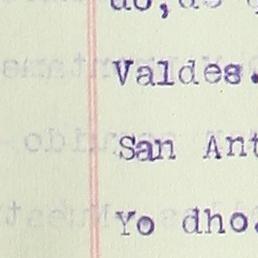 Valdes.
San Ant
Yo dho.